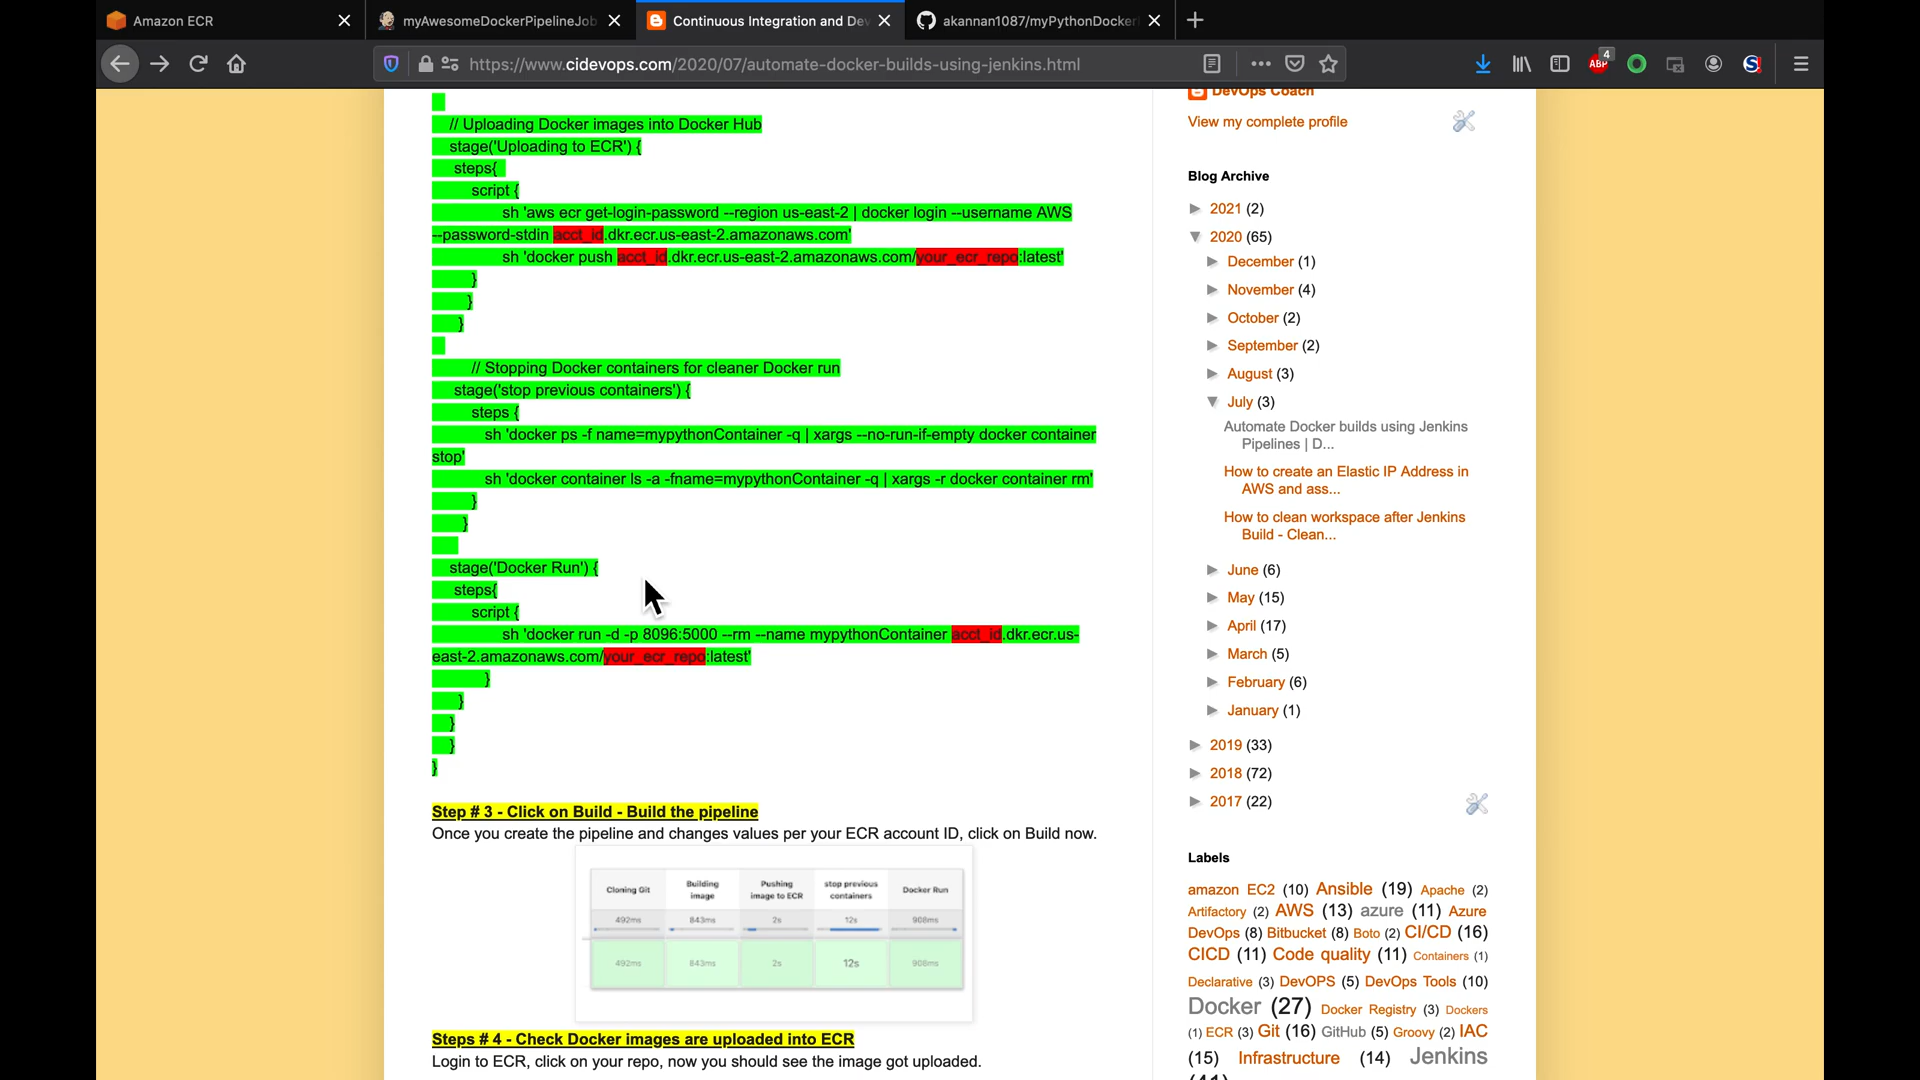 Amazon ECR
myAwesomeDockerPipelineJob
Continuous Integration and Dev
akannan1087/myPythonDockerR
https://www.cidevops.com/2020/07/automate-docker-builds-using-jenkins.html
4
ABP
// Uploading Docker images into Docker Hub
stage('Uploading to ECR') {
steps{
script {
sh 'aws ecr get-login-password --region us-east-2 | docker login --username AWS
--password-stdin acct_id.dkr.ecr.us-east-2.amazonaws.com'
sh 'docker push acct_id.dkr.ecr.us-east-2.amazonaws.com/your_ecr_repo:latest'
}
}
}
// Stopping Docker containers for cleaner Docker run
stage('stop previous containers') {
steps {
sh 'docker ps -f name=mypythonContainer -q | xargs --no-run-if-empty docker container
stop'
sh 'docker container ls -a -fname=mypythonContainer -q | xargs -r docker container rm'
}
}
stage('Docker Run') {
steps{
script {
sh 'docker run -d -p 8096:5000 --rm --name mypythonContainer acct_id.dkr.ecr.us-
east-2.amazonaws.com/your_ecr_repo:latest'
}
}
}
}
}
Step # 3 - Click on Build - Build the pipeline
Once you create the pipeline and changes values per your ECR account ID, click on Build now.
Cloning Git
Building
image
Pushing
image to ECR
stop previous
containers
Docker Run
492ms 843ms 2s 12s 908ms
492ms 843ms 2s 12s 908ms
Steps # 4 - Check Docker images are uploaded into ECR
Login to ECR, click on your repo, now you should see the image got uploaded.
DevOps Coach
View my complete profile
Blog Archive
► 2021 (2)
▼ 2020 (65)
► December (1)
► November (4)
► October (2)
► September (2)
► August (3)
▼ July (3)
Automate Docker builds using Jenkins
Pipelines | D...
How to create an Elastic IP Address in
AWS and ass...
How to clean workspace after Jenkins
Build - Clean...
► June (6)
► May (15)
► April (17)
► March (5)
► February (6)
► January (1)
► 2019 (33)
► 2018 (72)
► 2017 (22)
Labels
amazon EC2 (10) Ansible (19) Apache (2)
Artifactory (2) AWS (13) azure (11) Azure
DevOps (8) Bitbucket (8) Boto (2) CI/CD (16)
CICD (11) Code quality (11) Containers (1)
Declarative (3) DevOPS (5) DevOps Tools (10)
Docker (27) Docker Registry (3) Dockers
(1) ECR (3) Git (16) GitHub (5) Groovy (2) IAC
(15) Infrastructure (14) Jenkins
(41)